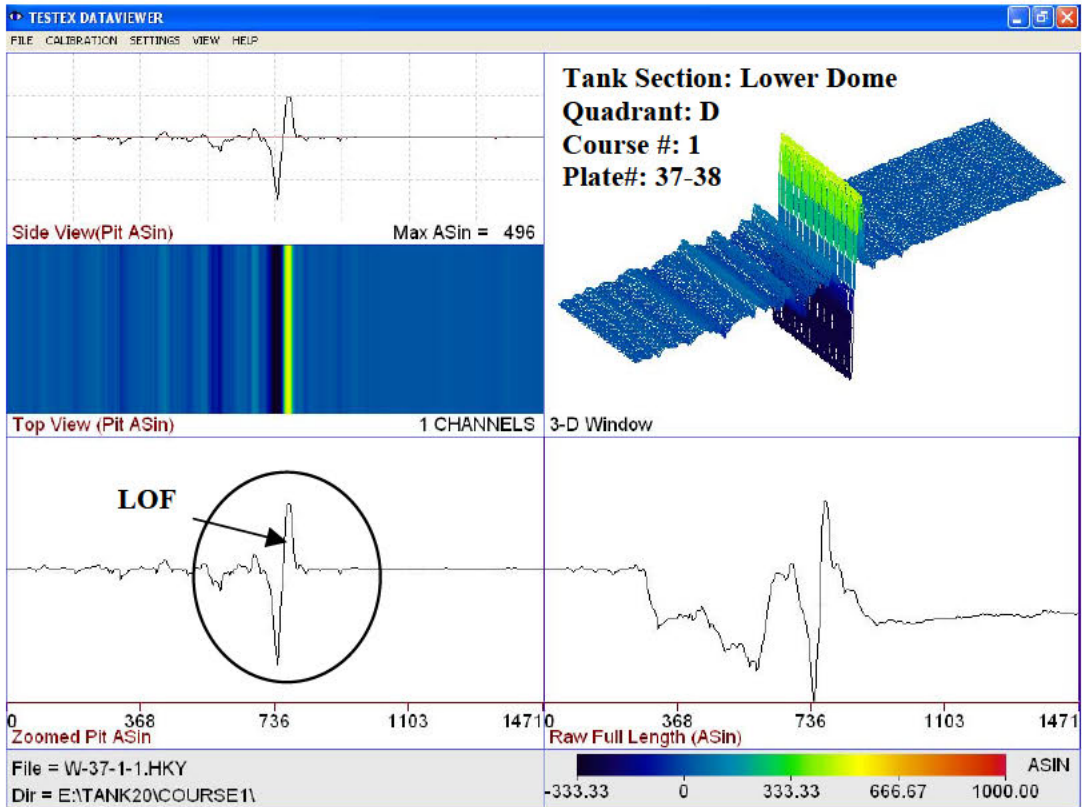 TESTEX DATAVIEWER
FILE CALIBRATION SETTINGS VIEW HELP
Side View(Pit ASin) Max ASin = 496
Tank Section: Lower Dome
Quadrant: D
Course #: 1
Plate#: 37-38
Top View (Pit ASin) 1 CHANNELS
3-D Window
LOF
0 368 736 1103 1471
Zoomed Pit ASin
0 368 736 1103 1471
Raw Full Length (ASin)
File = W-37-1-1.HKY
Dir = E:\TANK20\COURSE1\
ASIN
-333.33 0 333.33 666.67 1000.00